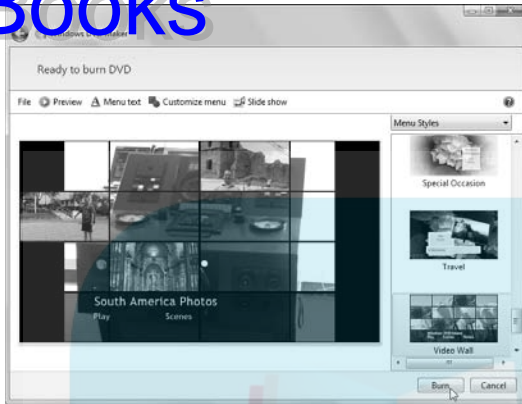 Books
Windows DVD Maker
Ready to burn DVD
File Preview Menu text Customize menu Slide show
Menu Styles
Special Occasion
Travel
South America Photos
Play Scenes
Video Wall
Burn Cancel